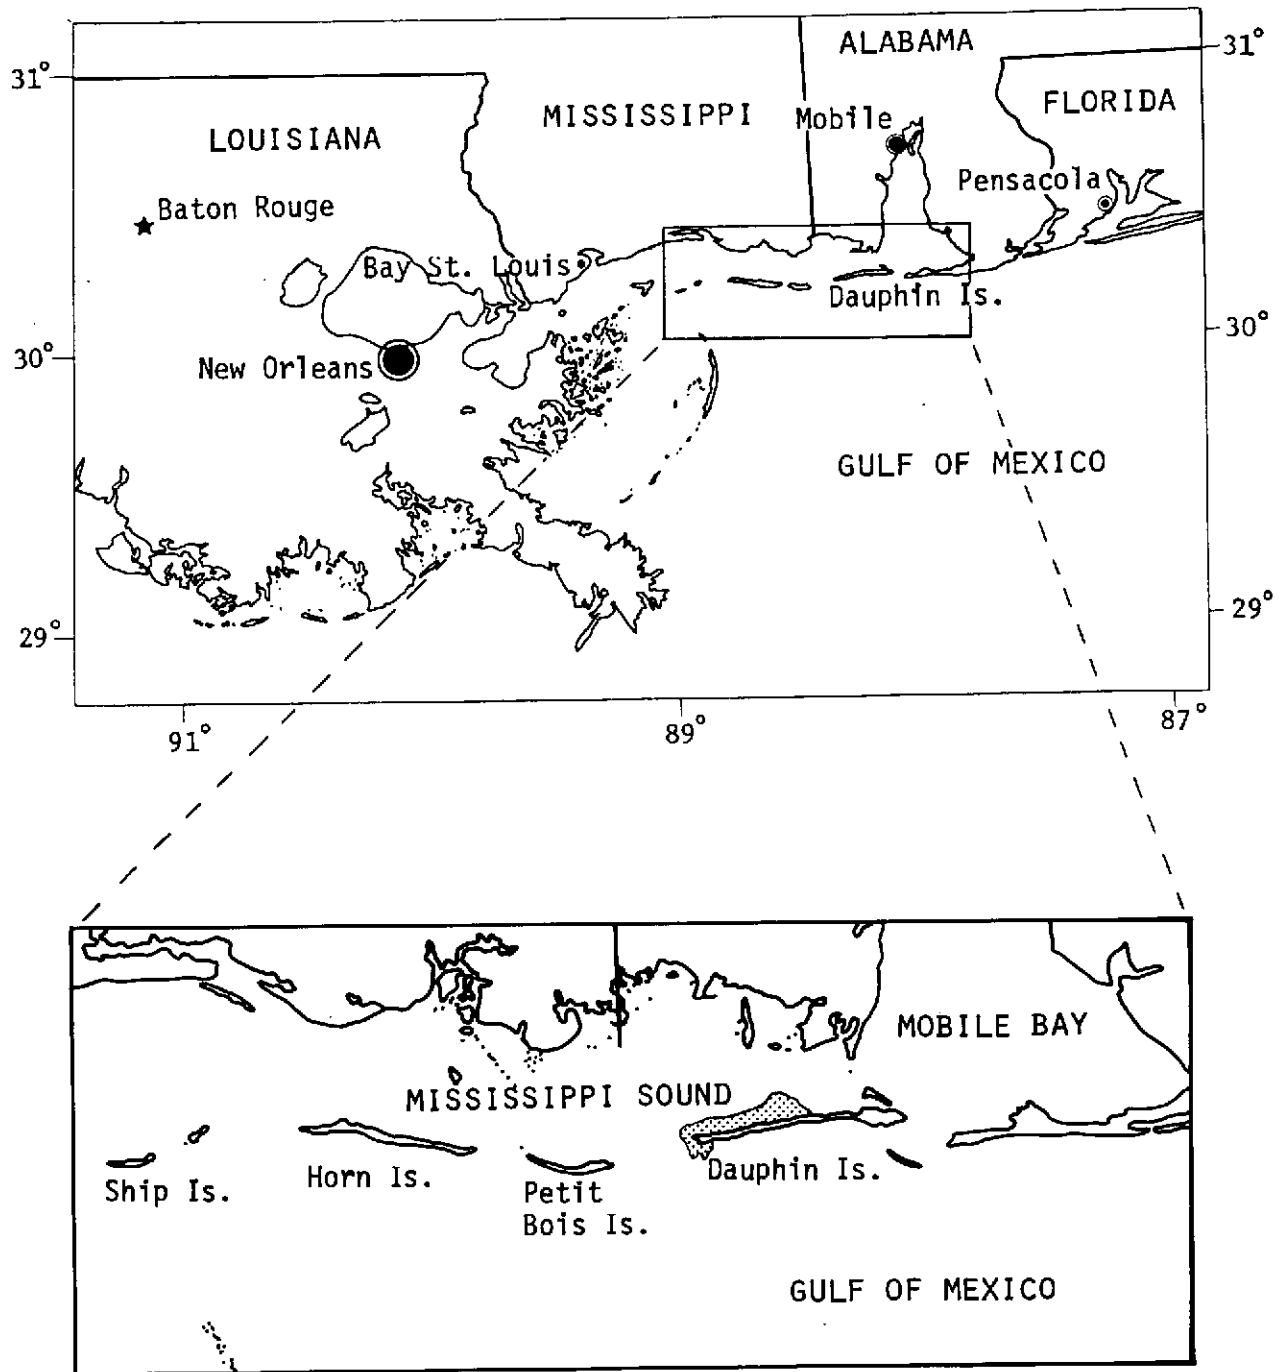 ALABAMA
31°
31°
MISSISSIPPI
FLORIDA
Mobile
LOUISIANA
Pensacola
Baton Rouge
Bay St. Louis
Dauphin Is.
30°
30°
New Orleans
GULF OF MEXICO
29°
29°
91°
89°
87°
MOBILE BAY
MISSISSIPPI SOUND
Ship Is.
Horn Is.
Petit
Bois Is.
Dauphin Is.
GULF OF MEXICO